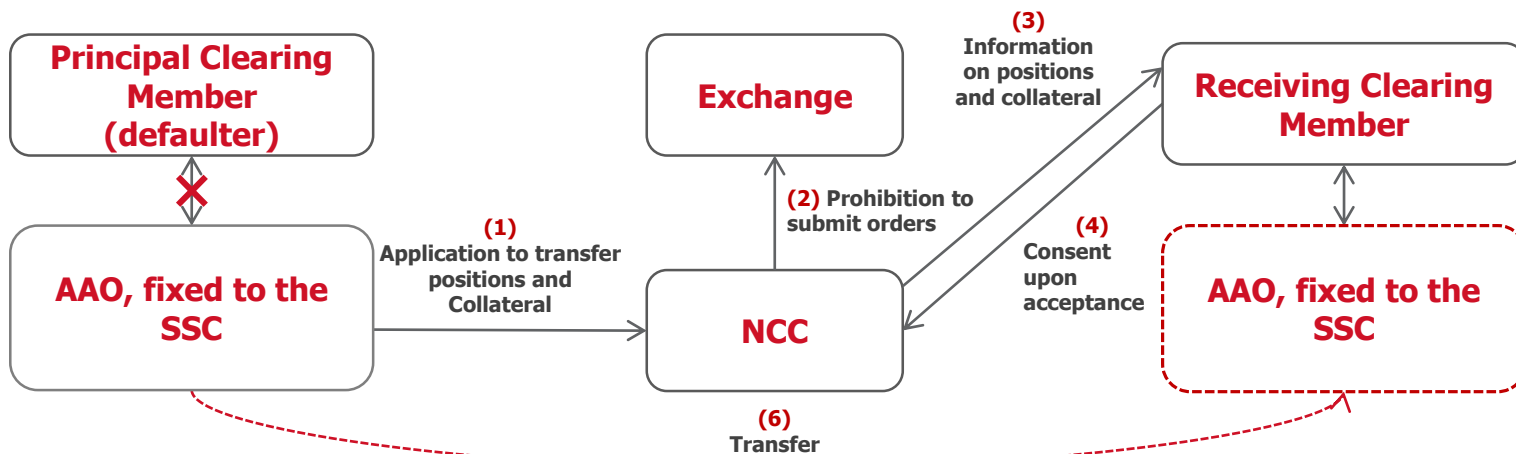 Principal Clearing
Member
(defaulter)
Exchange
(3)
Information
on positions
and collateral
Receiving Clearing
Member
(1)
Application to transfer
positions and
Collateral
(2) Prohibition to
submit orders
(4)
Consent
upon
acceptance
AAO, fixed to the
SSC
NCC
AAO, fixed to the
SSC
(6)
Transfer